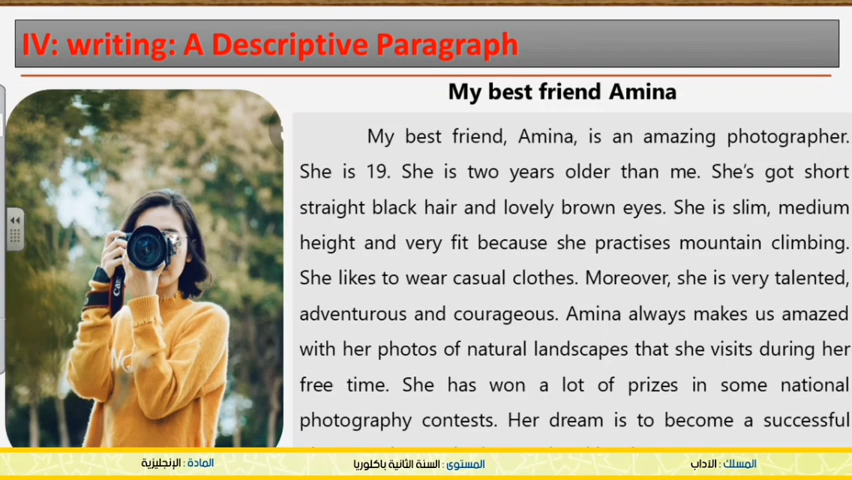 IV: writing: A Descriptive Paragraph
My best friend Amina
My best friend, Amina, is an amazing photographer.
She is 19. She is two years older than me. She's got short
straight black hair and lovely brown eyes. She is slim, medium
height and very fit because she practises mountain climbing.
She likes to wear casual clothes. Moreover, she is very talented,
adventurous and courageous. Amina always makes us amazed
with her photos of natural landscapes that she visits during her
free time. She has won a lot of prizes in some national
photography contests. Her dream is to become a successful
المسلك : الآداب
المستوى : السنة الثانية باكلوريا
المادة : الإنجليزية